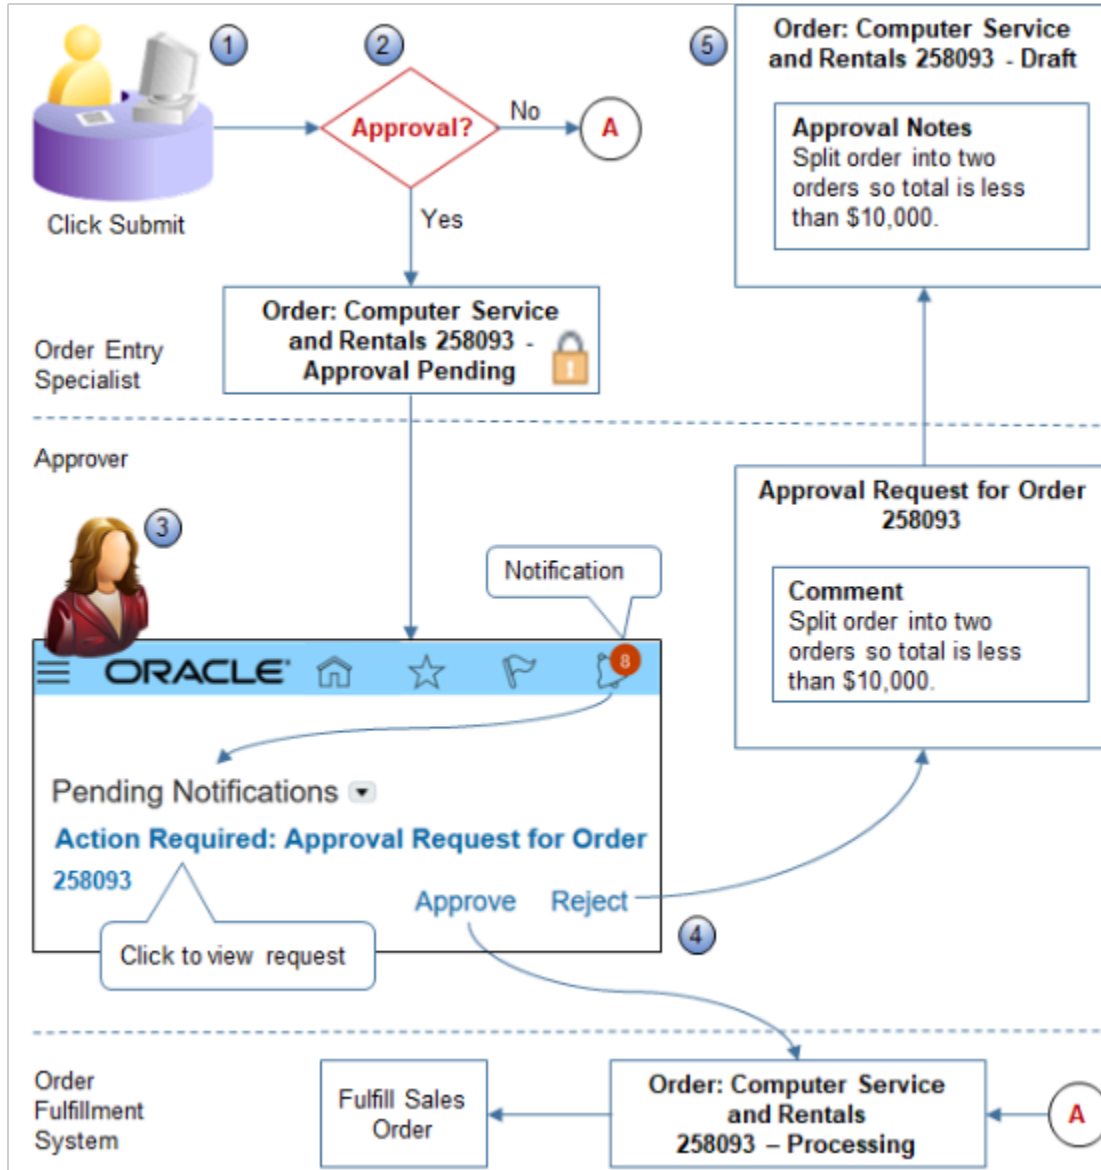 1
2
5
Approval?
No
A
Click Submit
Yes
Order: Computer Service
and Rentals 258093 - Draft
Approval Notes
Split order into two
orders so total is less
than $10,000.
Order: Computer Service
and Rentals 258093 -
Approval Pending
Order Entry
Specialist
Approver
3
Notification
ORACLE
8
Pending Notifications
Action Required: Approval Request for Order
258093
Approve
Reject
Click to view request
4
Approval Request for Order
258093
Comment
Split order into two
orders so total is less
than $10,000.
Order
Fulfillment
System
Fulfill Sales
Order
Order: Computer Service
and Rentals
258093 – Processing
A